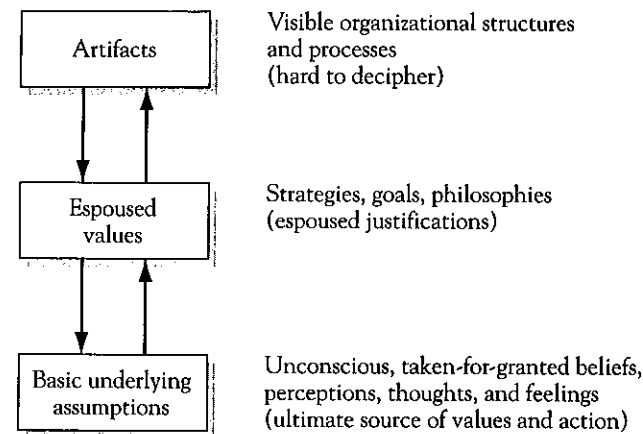 Artifacts
Visible organizational structures
and processes
(hard to decipher)
Espoused
values
Strategies, goals, philosophies
(espoused justifications)
Basic underlying
assumptions
Unconscious, taken-for-granted beliefs,
perceptions, thoughts, and feelings
(ultimate source of values and action)